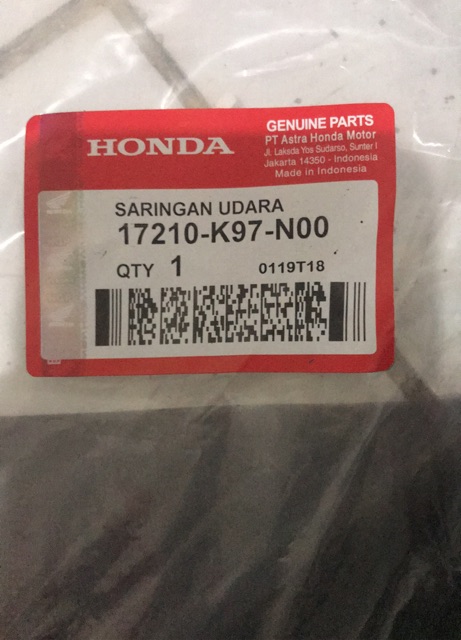 HONDA
GENUINE PARTS
PT Astra Honda Motor
Jl. Laksda Yos Sudarso, Sunter I
Jakarta 14350 - Indonesia
Made in Indonesia
SARINGAN UDARA
17210-K97-N00
QTY 1 0119T18